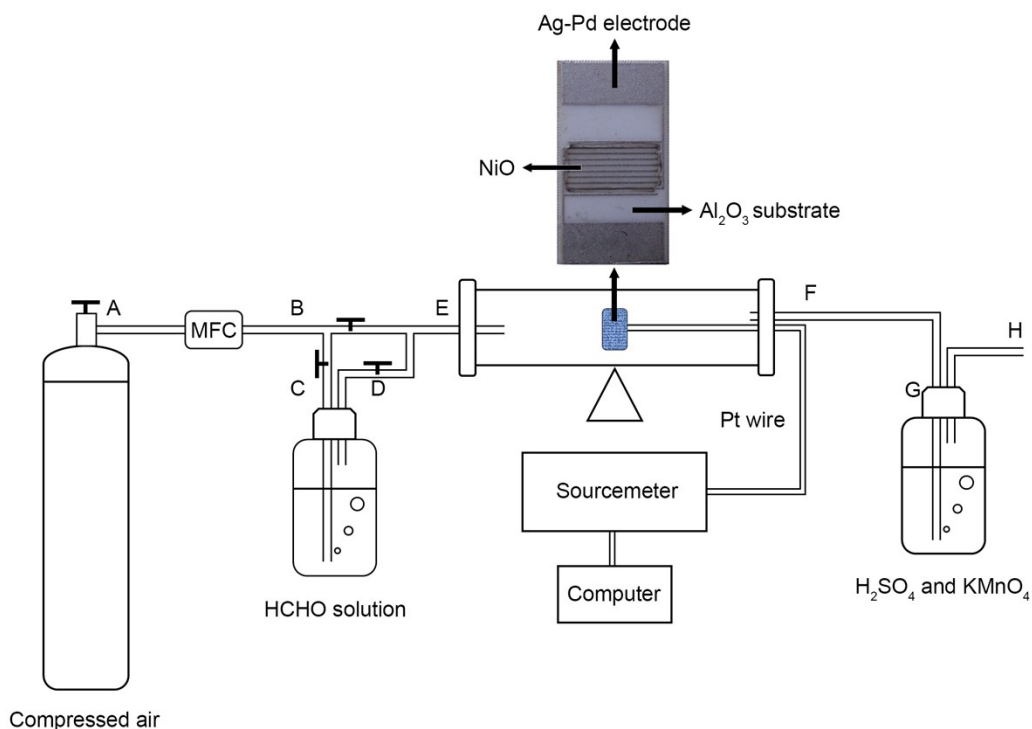 Ag-Pd electrode
NiO
Al₂O₃ substrate
A
MFC
B
E
F
H
C
D
G
Pt wire
Sourcemeter
HCHO solution
Computer
H₂SO₄ and KMnO₄
Compressed air